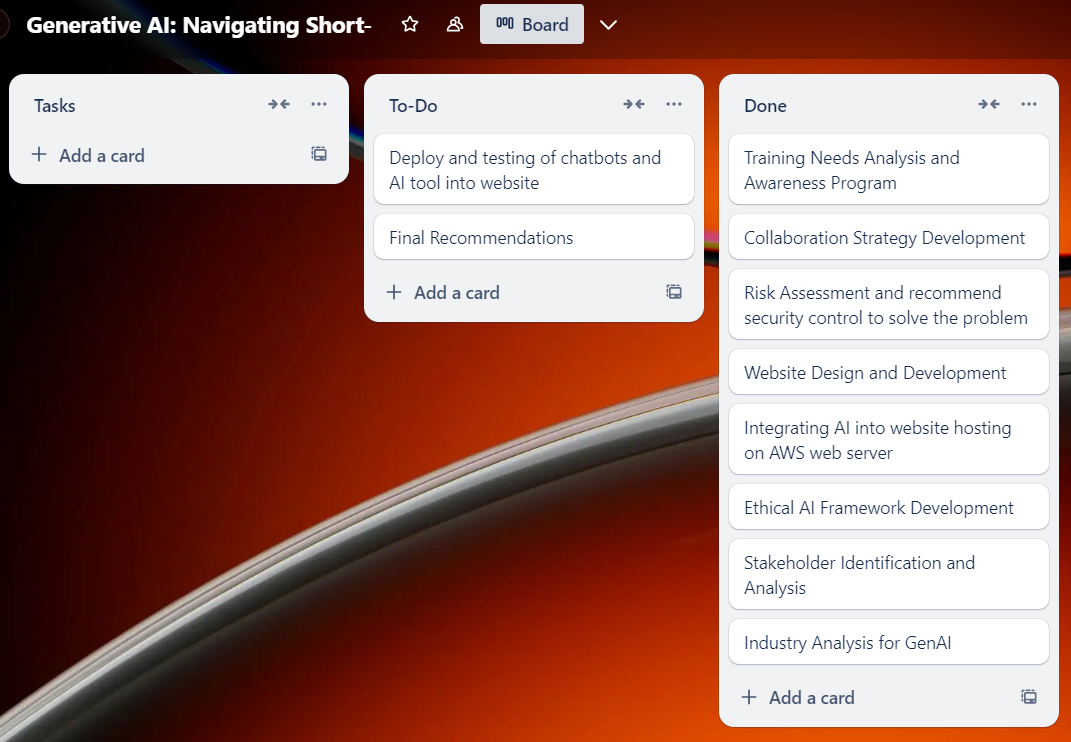 Generative AI: Navigating Short-
Board
Tasks
Add a card
To-Do
Deploy and testing of chatbots and
AI tool into website
Final Recommendations
Add a card
Done
Training Needs Analysis and
Awareness Program
Collaboration Strategy Development
Risk Assessment and recommend
security control to solve the problem
Website Design and Development
Integrating AI into website hosting
on AWS web server
Ethical AI Framework Development
Stakeholder Identification and
Analysis
Industry Analysis for GenAI
Add a card